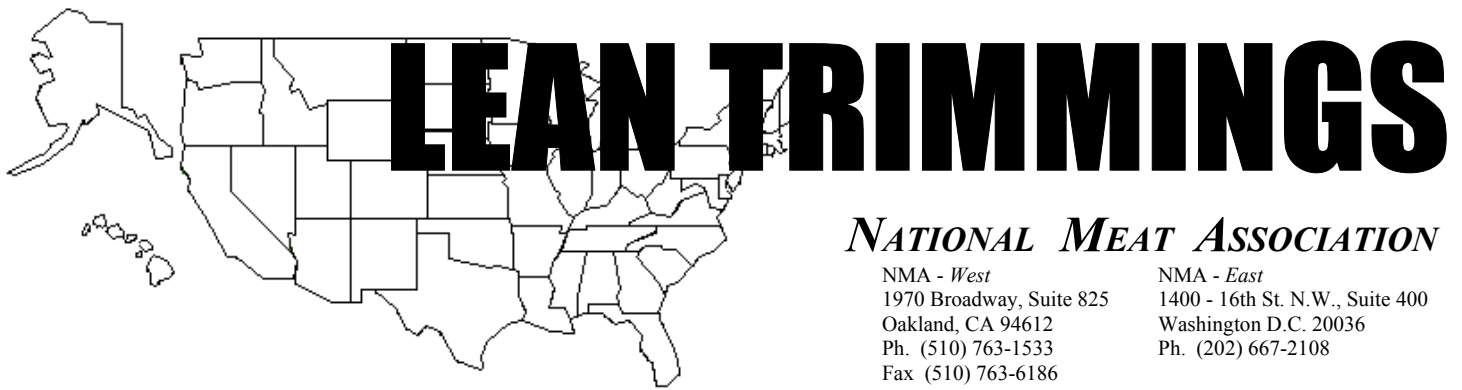 LEAN TRIMMINGS
NATIONAL MEAT ASSOCIATION
NMA - West
1970 Broadway, Suite 825
Oakland, CA 94612
Ph. (510) 763-1533
Fax (510) 763-6186
NMA - East
1400 - 16th St. N.W., Suite 400
Washington D.C. 20036
Ph. (202) 667-2108